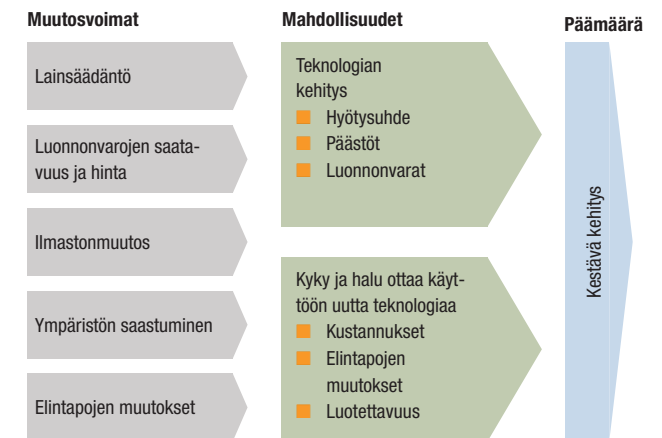 Muutosvoimat
Lainsäädäntö
Luonnonvarojen saata-
vuus ja hinta
Ilmastonmuutos
Ympäristön saastuminen
Elintapojen muutokset
Mahdollisuudet
Teknologian
kehitys
Hyötysuhde
Päästöt
Luonnonvarat
Kyky ja halu ottaa käyt-
töön uutta teknologiaa
Kustannukset
Elintapojen
muutokset
Luotettavuus
Päämäärä
Kestävä kehitys